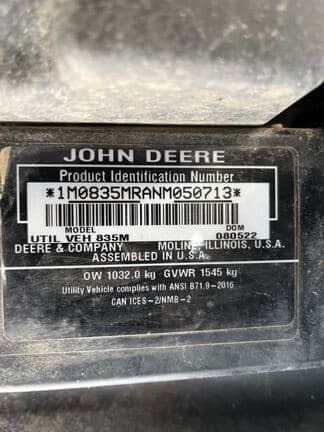 JOHN DEERE
Product Identification Number
*1M0835MRANM050713*
MODEL DOM
UTIL VEH 835M 080522
DEERE & COMPANY MOLINE, ILLINOIS, U.S.A.
ASSEMBLED IN U.S.A.
OW 1032.0 kg GVWR 1545 kg
Utility Vehicle complies with ANSI B71.9-2016
CAN ICES-2/NMB-2